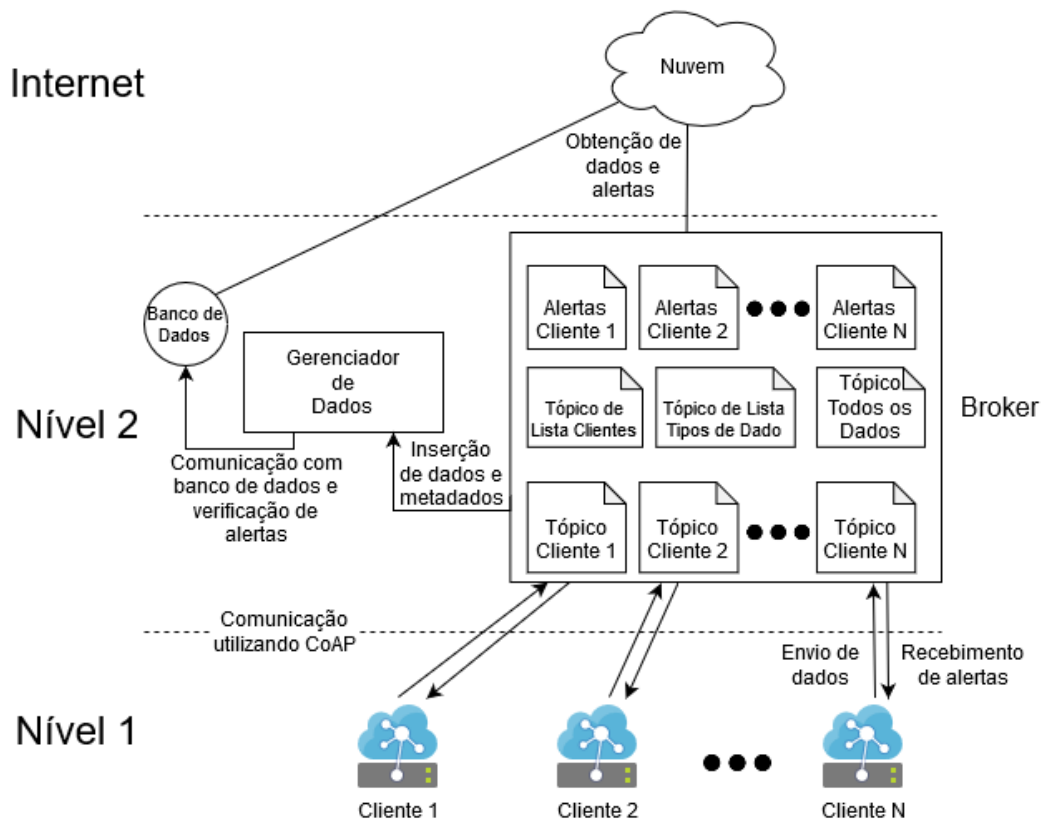 Internet
Nuvem
Obtenção de
dados e
alertas
Nível 2
Banco de
Dados
Gerenciador
de
Dados
Comunicação com
banco de dados e
verificação de
alertas
Inserção
de dados e
metadados
Alertas
Cliente 1
Alertas
Cliente 2
Alertas
Cliente N
Tópico de
Lista Clientes
Tópico de Lista
Tipos de Dado
Tópico
Todos os
Dados
Broker
Tópico
Cliente 1
Tópico
Cliente 2
Tópico
Cliente N
Comunicação
utilizando CoAP
Envio de
dados
Recebimento
de alertas
Nível 1
Cliente 1
Cliente 2
Cliente N